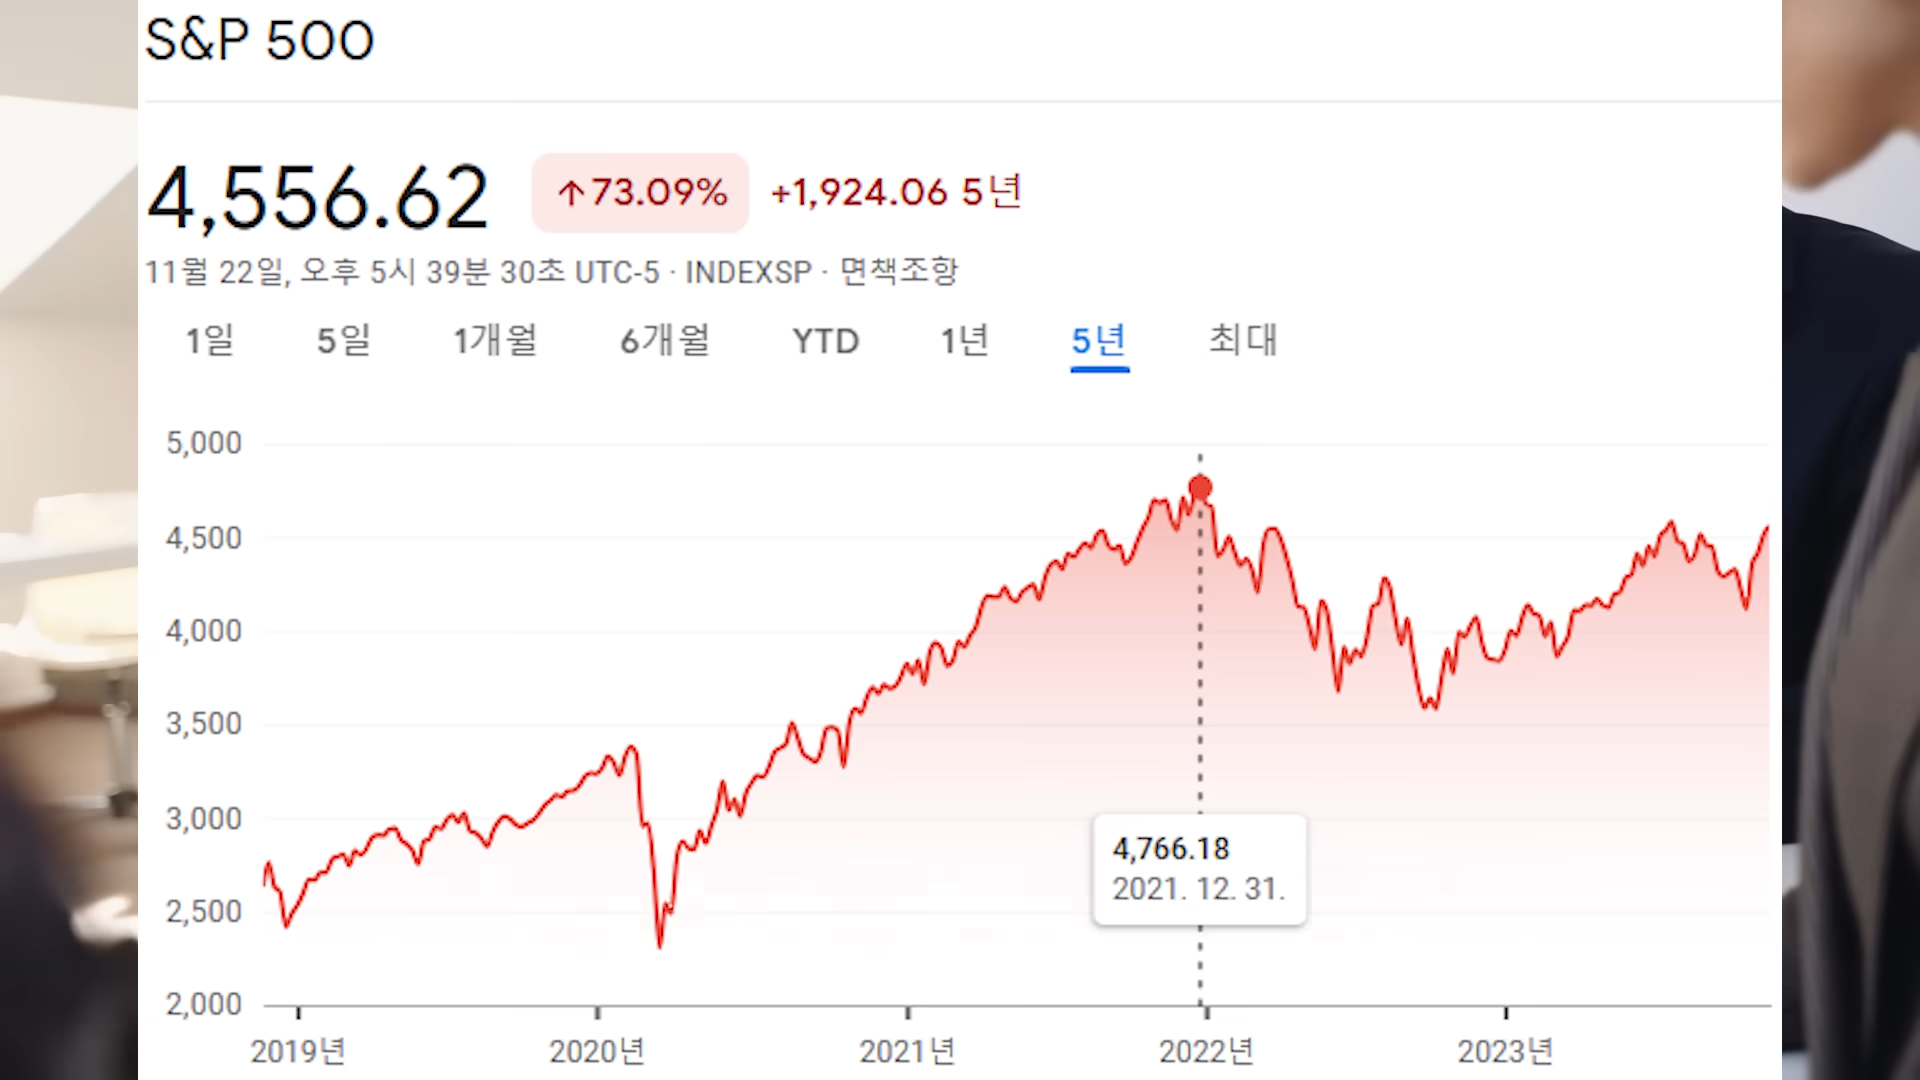 S&P 500
4,556.62 ↑73.09% +1,924.06 5년
11월 22일, 오후 5시 39분 30초 UTC-5 · INDEXSP · 면책조항
1일 5일 1개월 6개월 YTD 1년 5년 최대
5,000
4,500
4,000
3,500
3,000
2,500
2,000
4,766.18
2021. 12. 31.
2019년 2020년 2021년 2022년 2023년